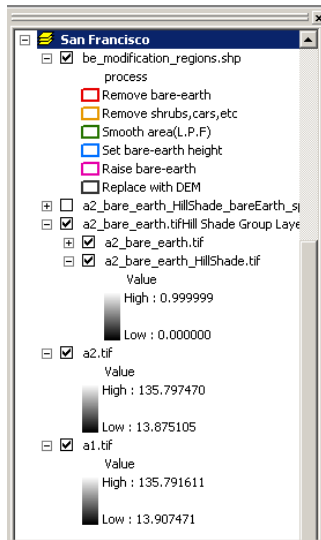 San Francisco
be_modification_regions.shp
process
Remove bare-earth
Remove shrubs,cars,etc
Smooth area(L.P.F)
Set bare-earth height
Raise bare-earth
Replace with DEM
a2_bare_earth_HillShade_bareEarth_sp
a2_bare_earth.tifHill Shade Group Laye
a2_bare_earth.tif
a2_bare_earth_HillShade.tif
Value
High : 0.999999
Low : 0.000000
a2.tif
Value
High : 135.797470
Low : 13.875105
a1.tif
Value
High : 135.791611
Low : 13.907471